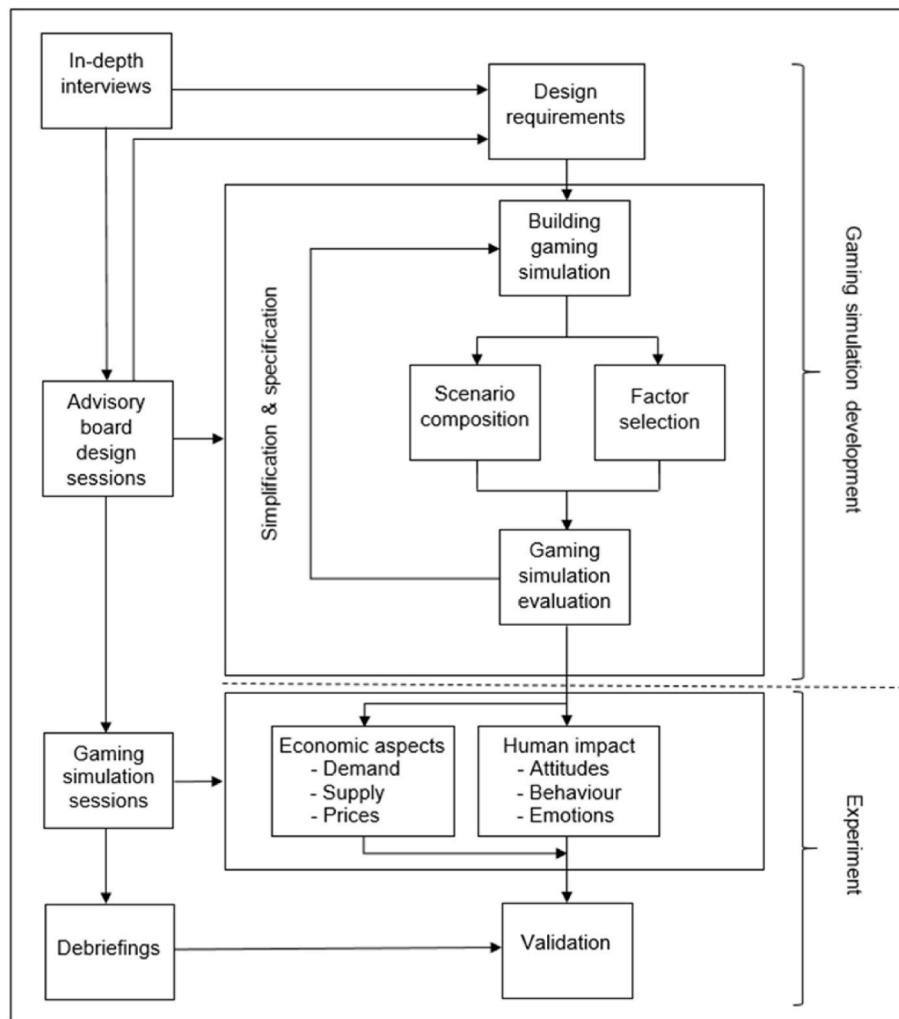 In-depth
interviews
Design
requirements
Building
gaming
simulation
Simplification & specification
Scenario
composition
Factor
selection
Advisory
board
design
sessions
Gaming
simulation
evaluation
Gaming simulation development
Gaming
simulation
sessions
Economic aspects
- Demand
- Supply
- Prices
Human impact
- Attitudes
- Behaviour
- Emotions
Experiment
Debriefings
Validation